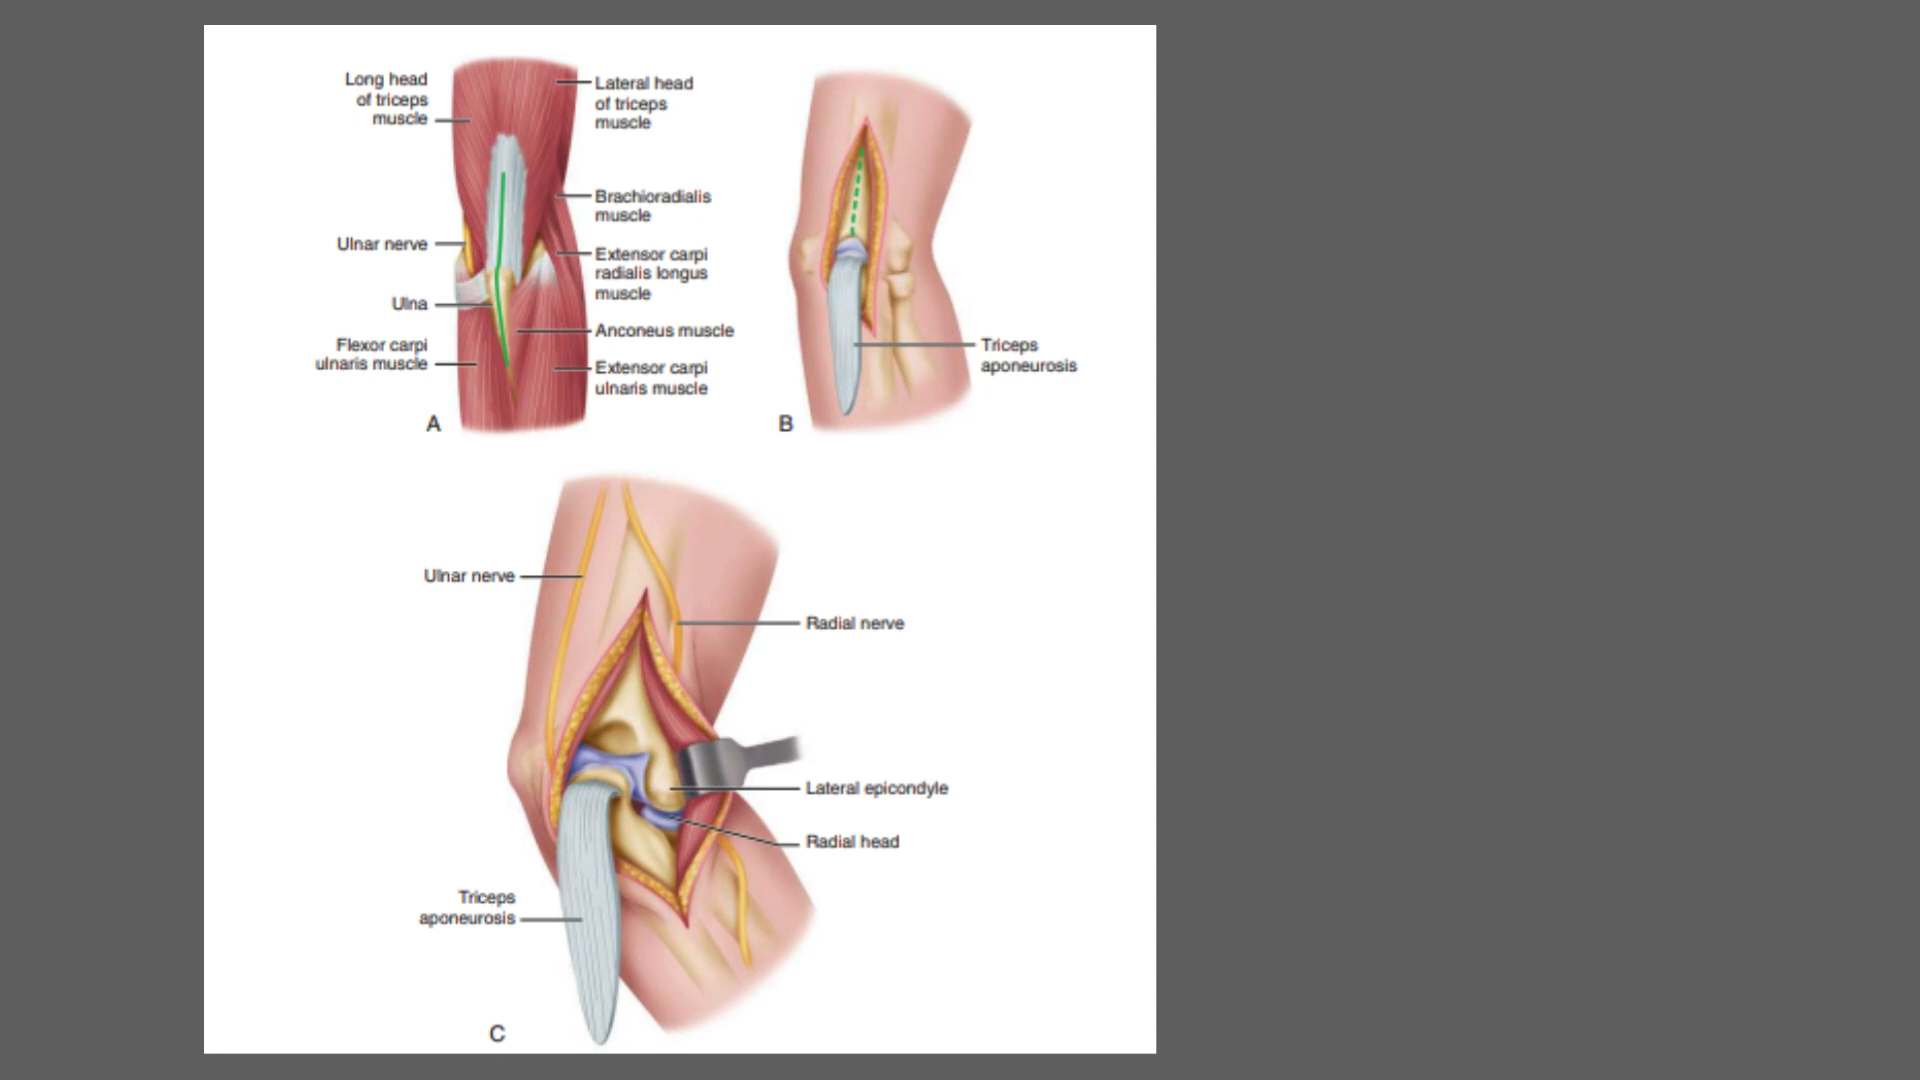 Long head
of triceps
muscle
Lateral head
of triceps
muscle
Brachioradialis
muscle
Ulnar nerve
Extensor carpi
radialis longus
muscle
Ulna
Anconeus muscle
Flexor carpi
ulnaris muscle
Extensor carpi
ulnaris muscle
A
Triceps
aponeurosis
B
Ulnar nerve
Radial nerve
Lateral epicondyle
Radial head
Triceps
aponeurosis
C